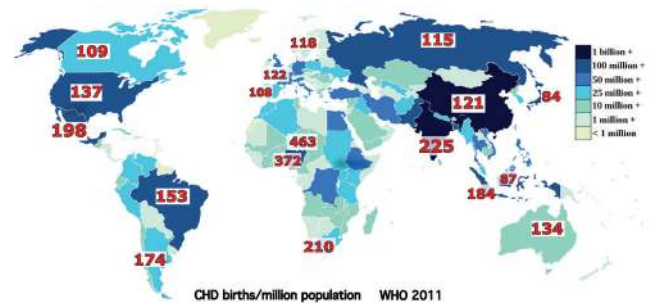 118
115
109
1 billion +
100 million +
50 million +
25 million +
10 million +
1 million +
< 1 million
122
137
108
84
121
198
463
225
372
87
184
153
134
174
210
CHD births/million population WHO 2011